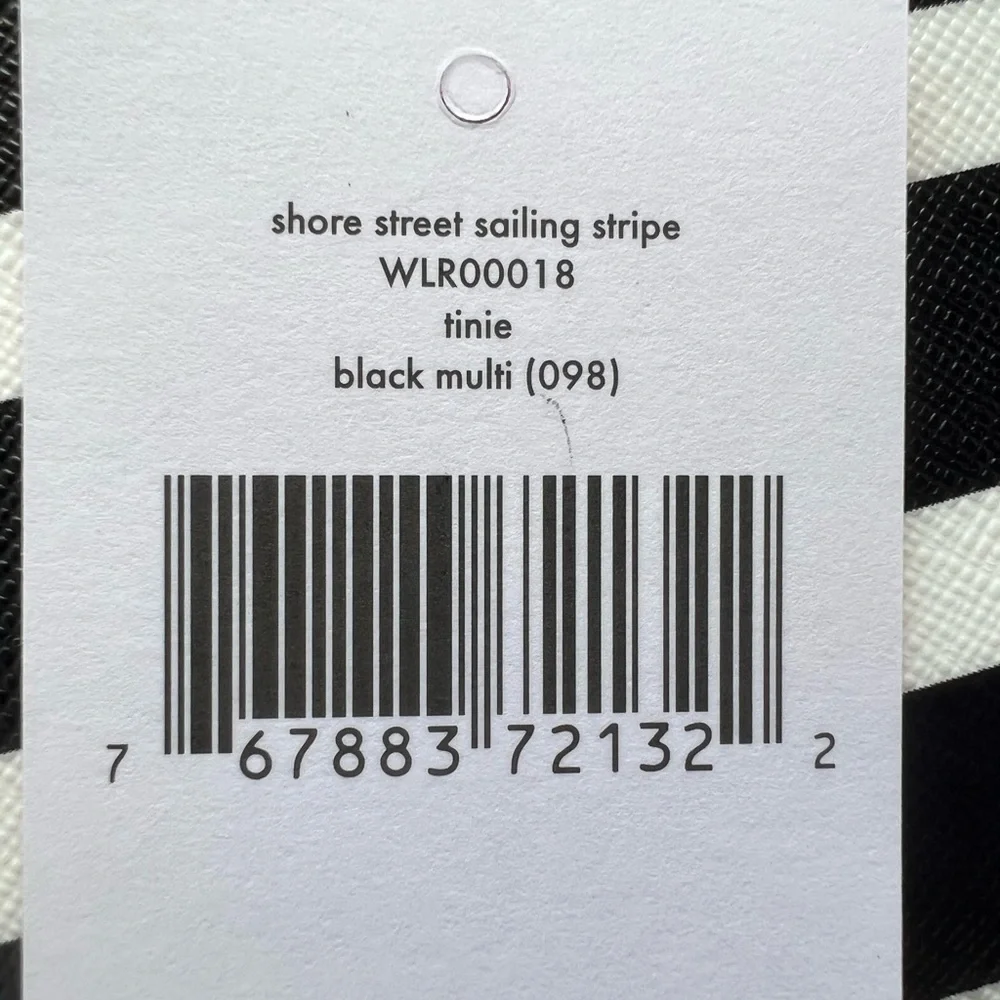 shore street sailing stripe
WLR00018
tinie
black multi (098)
7 67883 72132 2